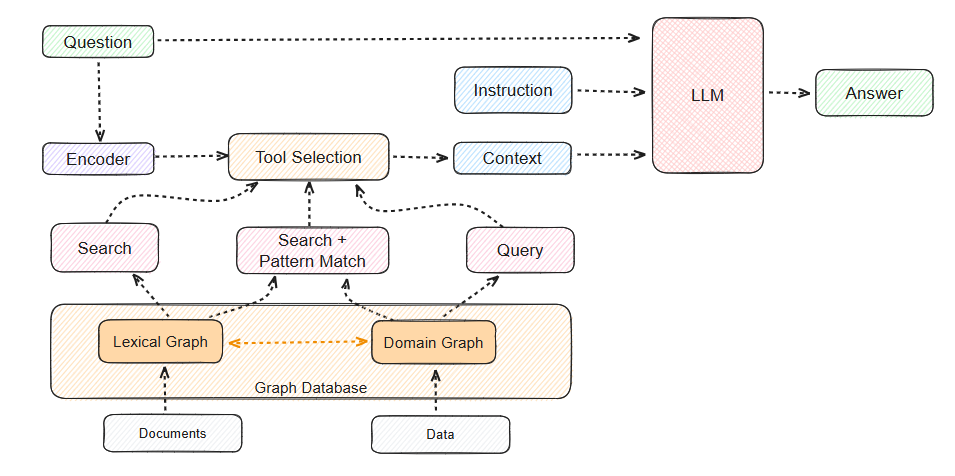 Question
Instruction
LLM
Answer
Encoder
Tool Selection
Context
Search
Search +
Pattern Match
Query
Lexical Graph
Domain Graph
Graph Database
Documents
Data